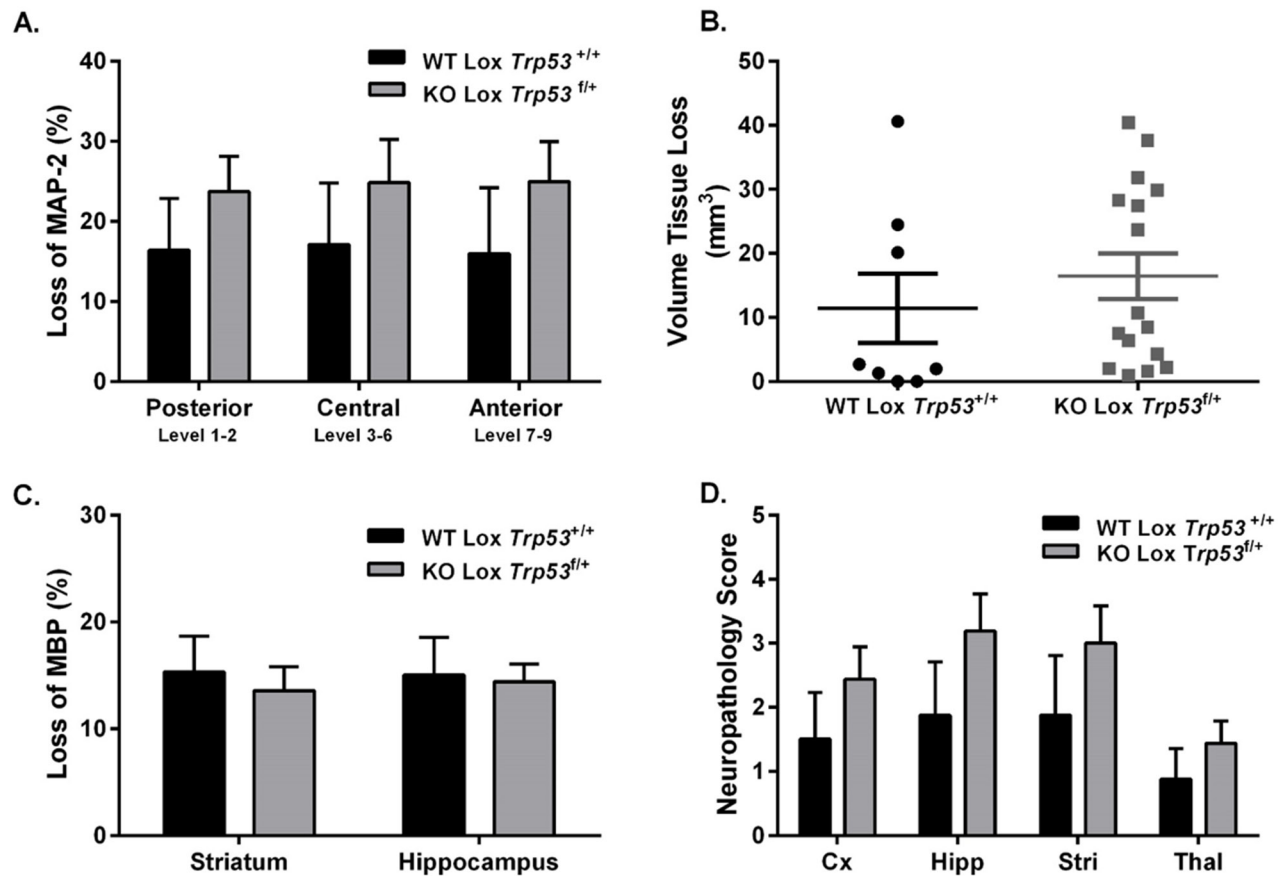 A.
Loss of MAP-2 (%)
40
30
20
10
0
WT Lox Trp53 +/+
KO Lox Trp53 f/+
Posterior
Level 1-2
Central
Level 3-6
Anterior
Level 7-9
B.
Volume Tissue Loss
(mm3)
50
40
30
20
10
0
WT Lox Trp53+/+
KO Lox Trp53f/+
C.
Loss of MBP (%)
30
20
10
0
WT Lox Trp53+/+
KO Lox Trp53f/+
Striatum
Hippocampus
D.
Neuropathology Score
5
4
3
2
1
0
WT Lox Trp53 +/+
KO Lox Trp53f/+
Cx
Hipp
Stri
Thal